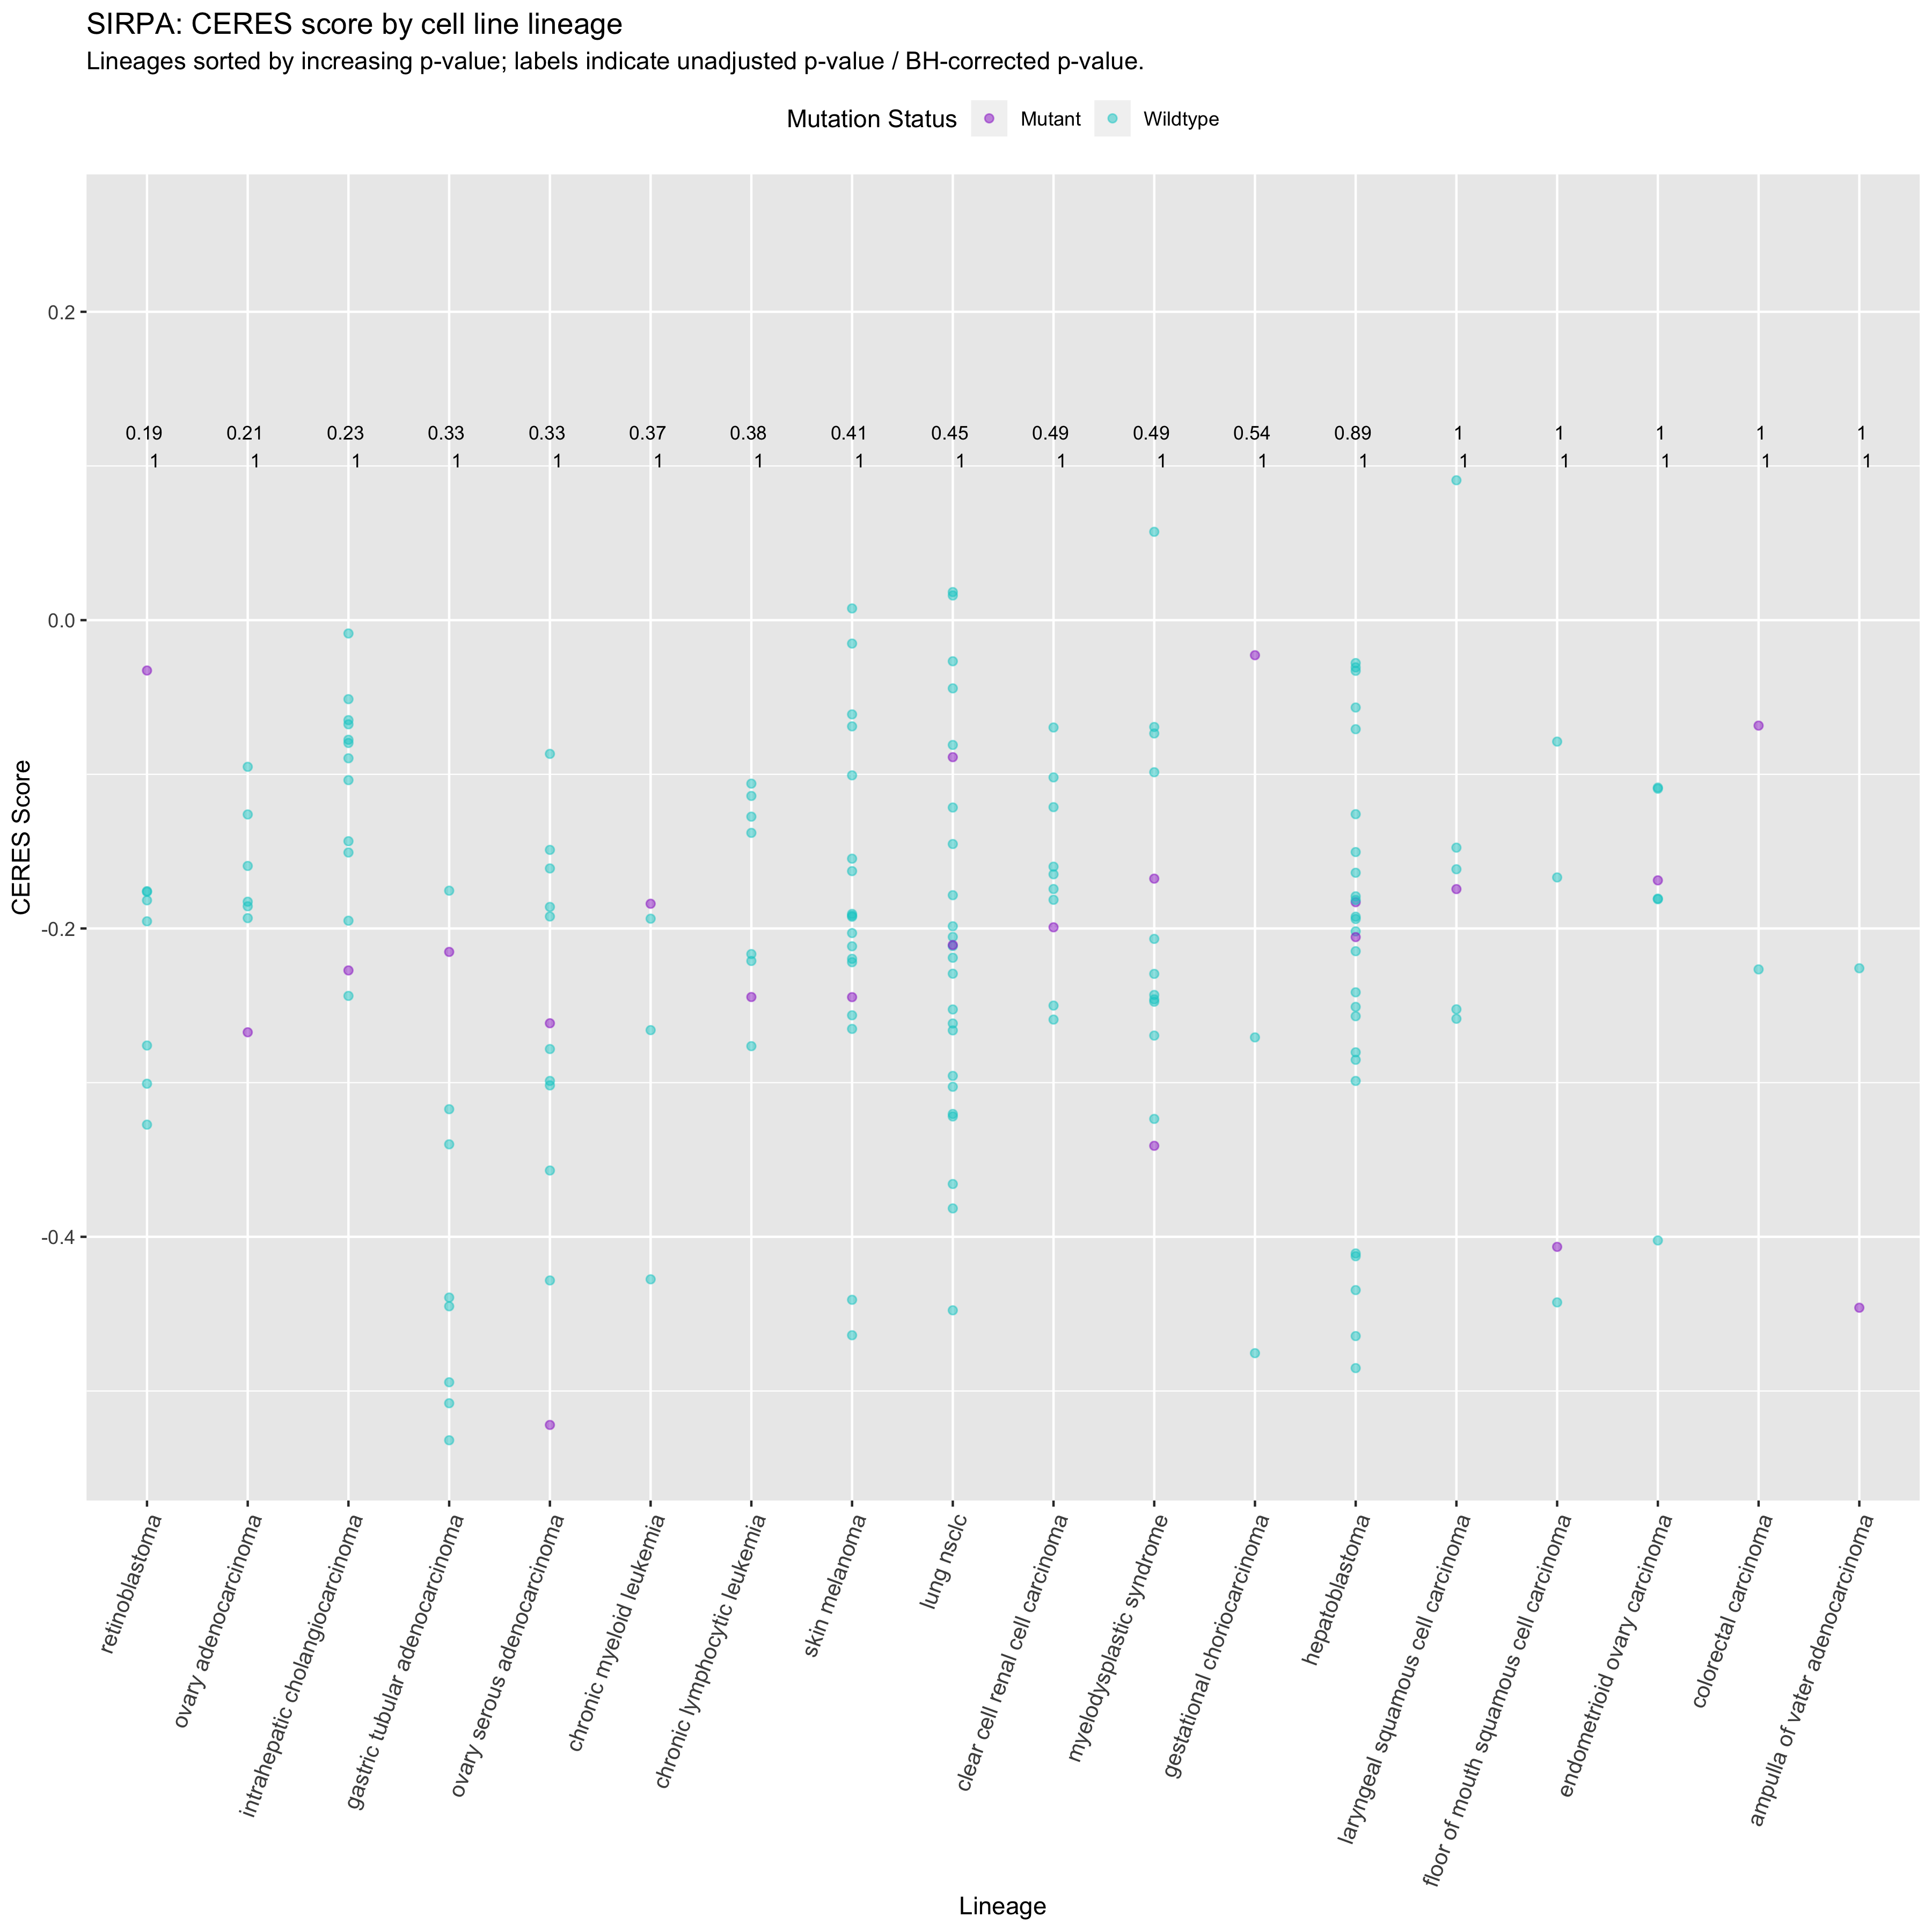 SIRPA: CERES score by cell line lineage
Lineages sorted by increasing p-value; labels indicate unadjusted p-value / BH-corrected p-value.
Mutation Status Mutant Wildtype
0.2
0.0
-0.2
-0.4
CERES Score
0.19 0.21 0.23 0.33 0.33 0.37 0.38 0.41 0.45 0.49 0.49 0.54 0.89 1 1 1 1 1
1 1 1 1 1 1 1 1 1 1 1 1 1 1 1 1 1 1
retinoblastoma
ovary adenocarcinoma
intrahepatic cholangiocarcinoma
gastric tubular adenocarcinoma
ovary serous adenocarcinoma
chronic myeloid leukemia
chronic lymphocytic leukemia
skin melanoma
lung nsclc
clear cell renal cell carcinoma
myelodysplastic syndrome
gestational choriocarcinoma
hepatoblastoma
laryngeal squamous cell carcinoma
floor of mouth squamous cell carcinoma
endometrioid ovary carcinoma
colorectal carcinoma
ampulla of vater adenocarcinoma
Lineage